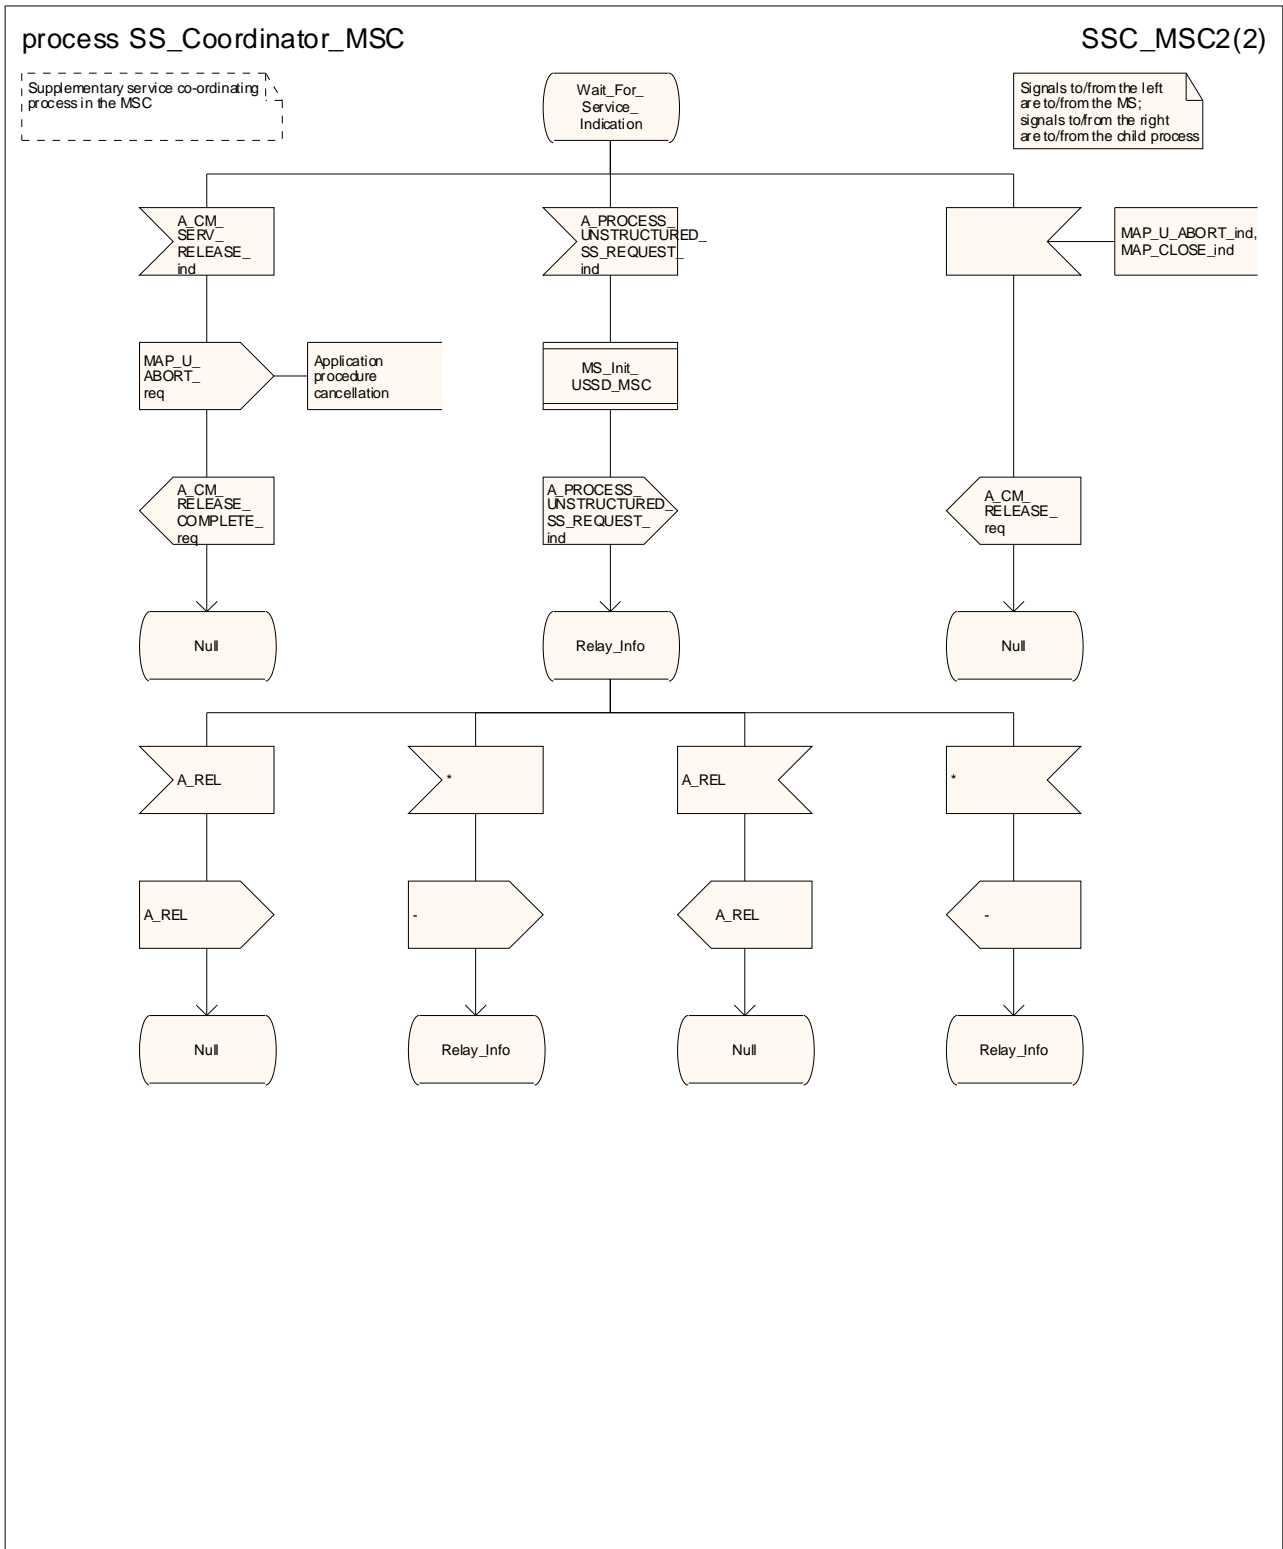 process SS_Coordinator_MSC
SSC_MSC2(2)
Supplementary service co-ordinating
process in the MSC
Wait_For_
Service_
Indication
Signals to/from the left
are to/from the MS;
signals to/from the right
are to/from the child process
A_CM_
SERV_
RELEASE_
ind
A_PROCESS_
UNSTRUCTURED_
SS_REQUEST_
ind
MAP_U_ABORT_ind,
MAP_CLOSE_ind
MAP_U_
ABORT_
req
Application
procedure
cancellation
MS_Init_
USSD_MSC
A_CM_
RELEASE_
COMPLETE_
req
A_PROCESS_
UNSTRUCTURED_
SS_REQUEST_
ind
A_CM_
RELEASE_
req
Null
Relay_Info
Null
A_REL
*
A_REL
*
A_REL
-
A_REL
-
Null
Relay_Info
Null
Relay_Info